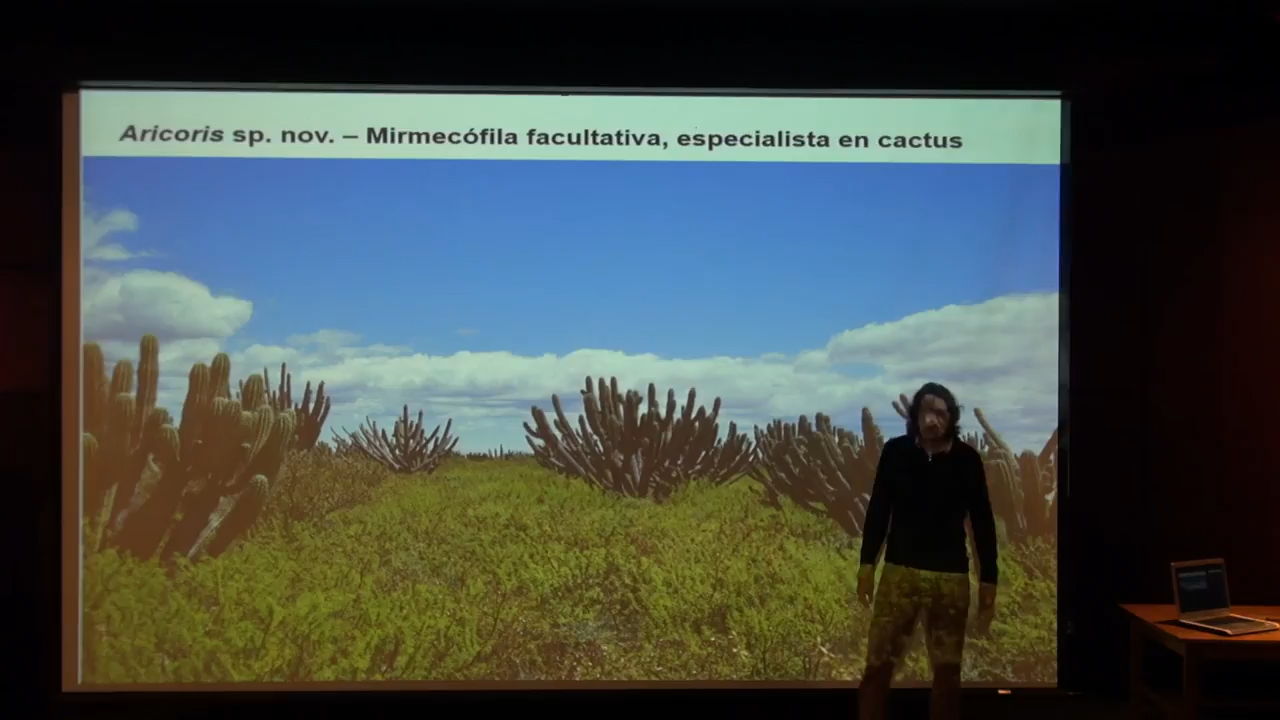 Aricoris sp. nov. – Mirmecófila facultativa, especialista en cactus